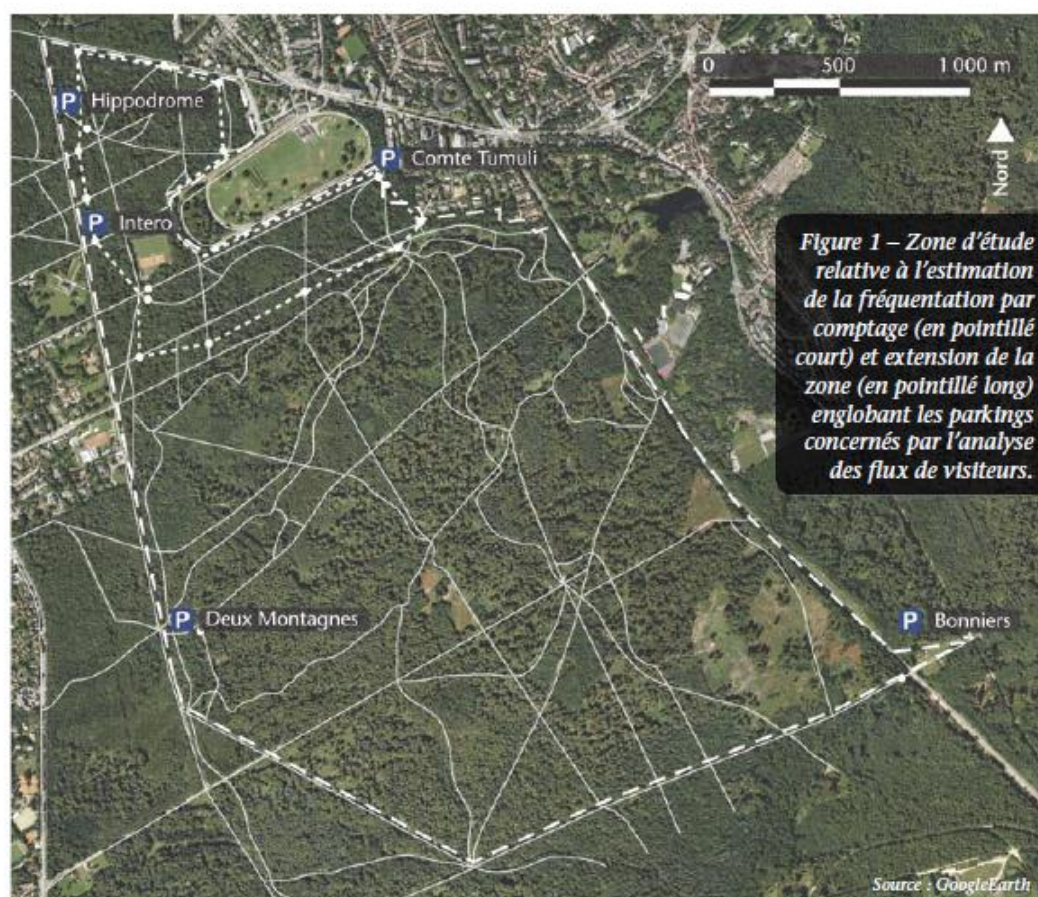 0 500 1 000 m
P Hippodrome
P Comte Tumuli
Nord
P Intero
Figure 1 – Zone d'étude
relative à l'estimation
de la fréquentation par
comptage (en pointillé
court) et extension de la
zone (en pointillé long)
englobant les parkings
concernés par l'analyse
des flux de visiteurs.
P Deux Montagnes
P Bonniers
Source : GoogleEarth